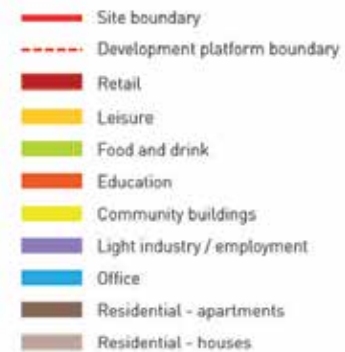 Site boundary
Development platform boundary
Retail
Leisure
Food and drink
Education
Community buildings
Light industry / employment
Office
Residential - apartments
Residential - houses